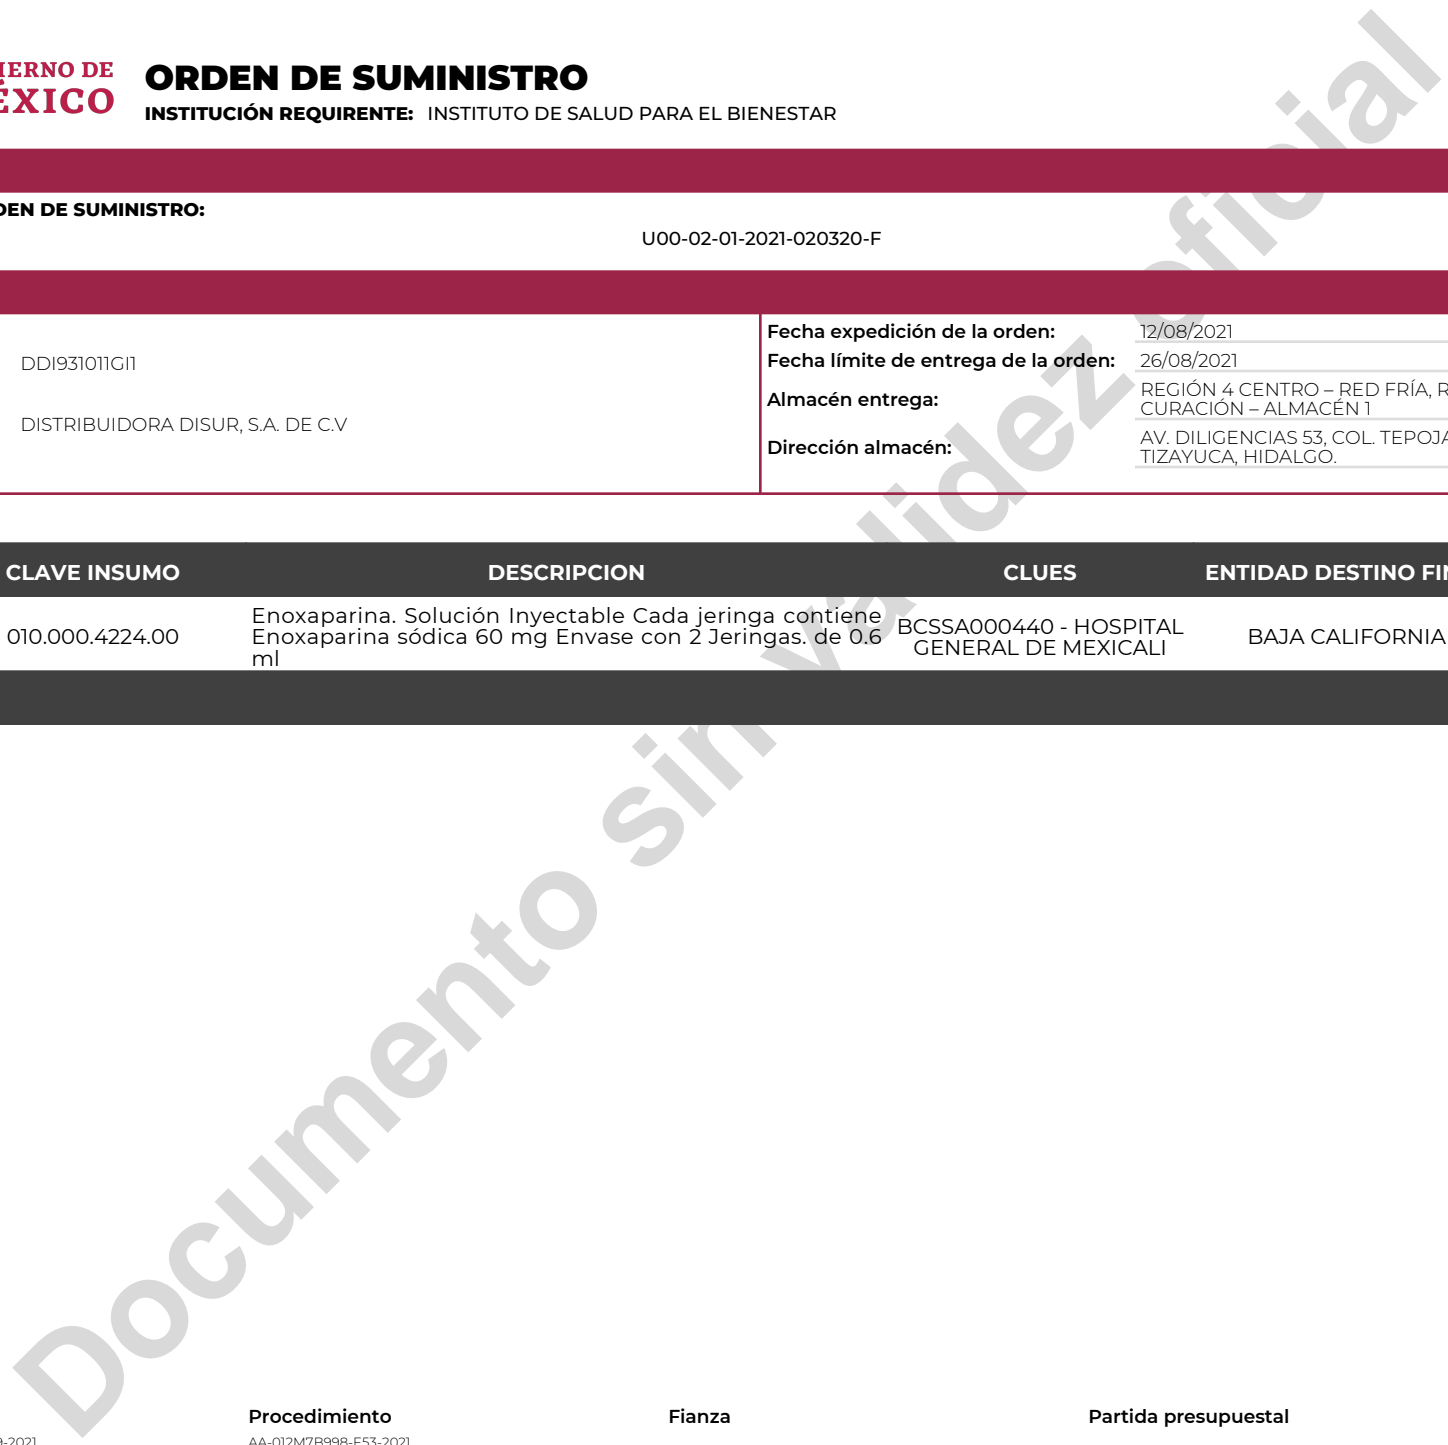 ORDEN DE SUMINISTRO
INSTITUCIÓN REQUIRENTE: INSTITUTO DE SALUD PARA EL BIENESTAR
DE
MÉXICO
DE SUMINISTRO:
U00-02-01-2021-020320-F
DDI931011GI1
DISTRIBUIDORA DISUR, S.A. DE C.V
Fecha expedición de la orden: 12/08/2021
Fecha límite de entrega de la orden: 26/08/2021
Almacén entrega: REGIÓN 4 CENTRO – RED FRÍA,
CURACIÓN – ALMACÉN 1
Dirección almacén: AV. DILIGENCIAS 53, COL.
TIZAYUCA, HIDALGO.
CLAVE INSUMO DESCRIPCION CLUES ENTIDAD DESTINO
010.000.4224.00
Enoxaparina. Solución Inyectable Cada jeringa contiene
Enoxaparina sódica 60 mg Envase con 2 Jeringas. de 0.6
ml
BCSSA000440 - HOSPITAL
GENERAL DE MEXICALI
BAJA CALIFORNIA
Documento sin validez oficial
Procedimiento Fianza Partida presupuestal
AA-012M7B998-E53-2021